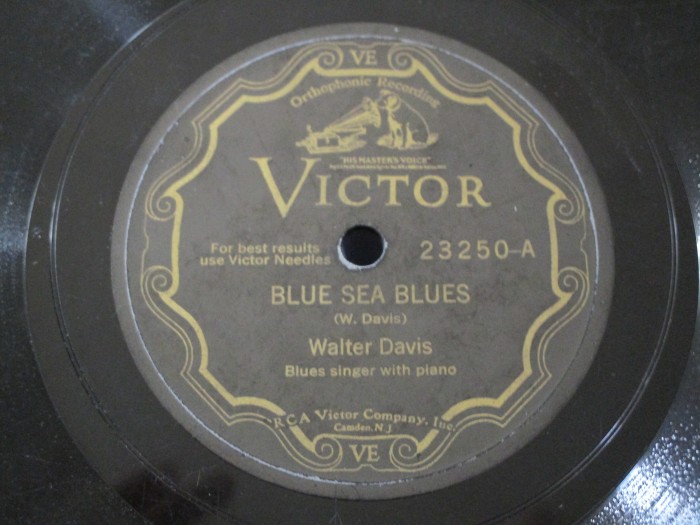 VE
Orthophonic Recording
"HIS MASTER'S VOICE"
VICTOR
For best results
use Victor Needles
23250-A
BLUE SEA BLUES
(W. Davis)
Walter Davis
Blues singer with piano
RCA Victor Company, Inc.
Camden, N.J.
VE